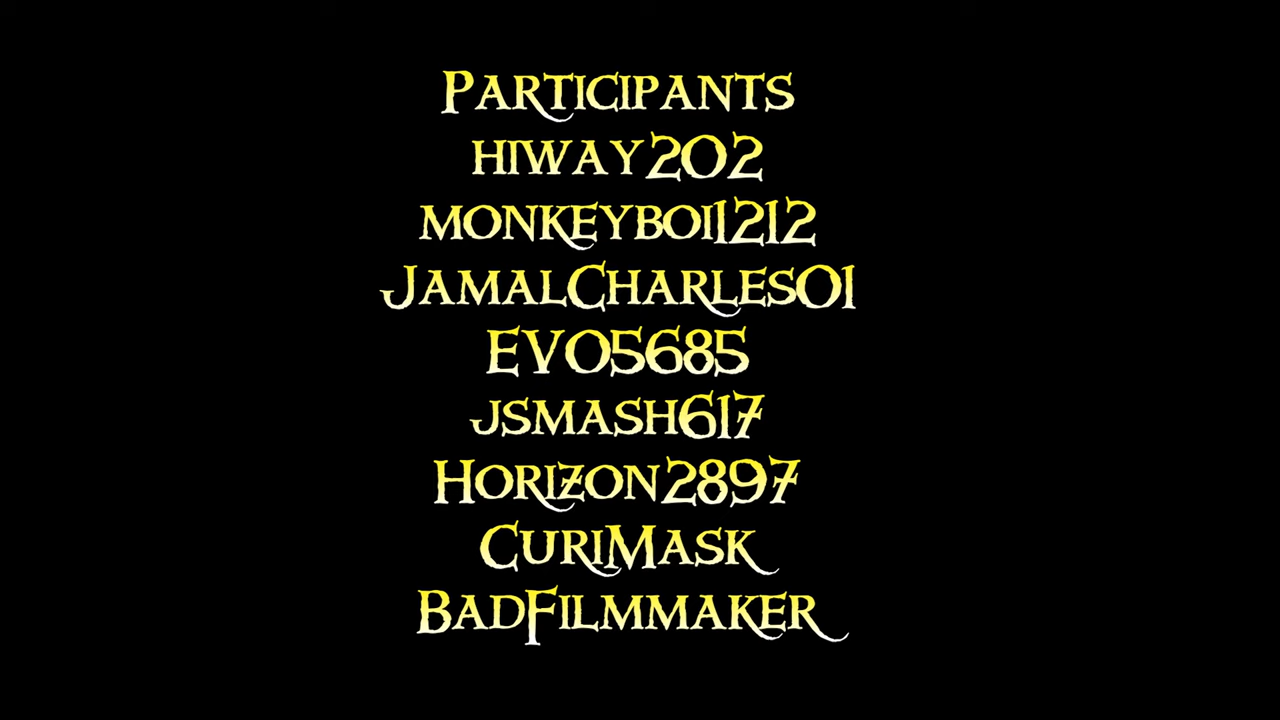 Participants
hiway202
monkeyboi1212
JamalCharles01
EVO5685
jsmash617
Horizon2897
CuriMask
BadFilmmaker